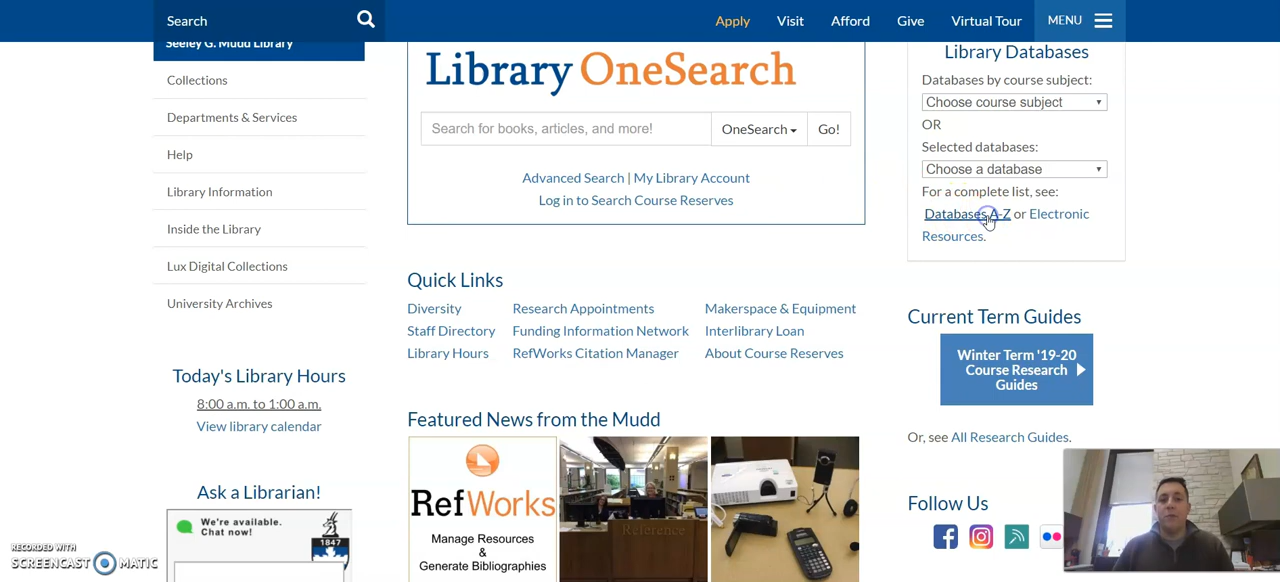 Search
Apply
Visit
Afford
Give
Virtual Tour
MENU
Seeley G. Mudd Library
Collections
Departments & Services
Help
Library Information
Inside the Library
Lux Digital Collections
University Archives
Today's Library Hours
8:00 a.m. to 1:00 a.m.
View library calendar
Ask a Librarian!
We're available.
Chat now!
1847
Library OneSearch
Search for books, articles, and more!
OneSearch
Go!
Advanced Search | My Library Account
Log in to Search Course Reserves
Quick Links
Diversity
Research Appointments
Makerspace & Equipment
Staff Directory
Funding Information Network
Interlibrary Loan
Library Hours
RefWorks Citation Manager
About Course Reserves
Featured News from the Mudd
RefWorks
Manage Resources
&
Generate Bibliographies
Reference
Library Databases
Databases by course subject:
Choose course subject
OR
Selected databases:
Choose a database
For a complete list, see:
Databases A-Z or Electronic
Resources.
Current Term Guides
Winter Term '19-20
Course Research
Guides
Or, see All Research Guides.
Follow Us
RECORDED WITH
SCREENCAST MATIC